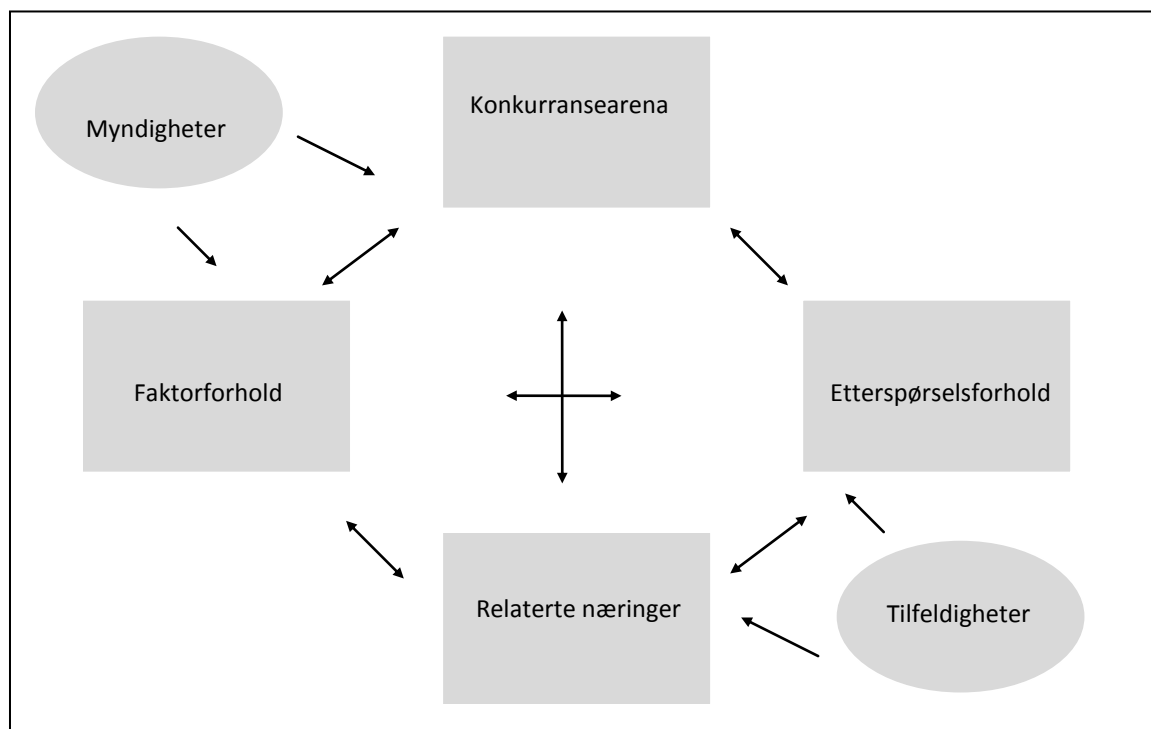 Myndigheter
Konkurransearena
Faktorforhold
Etterspørselsforhold
Relaterte næringer
Tilfeldigheter